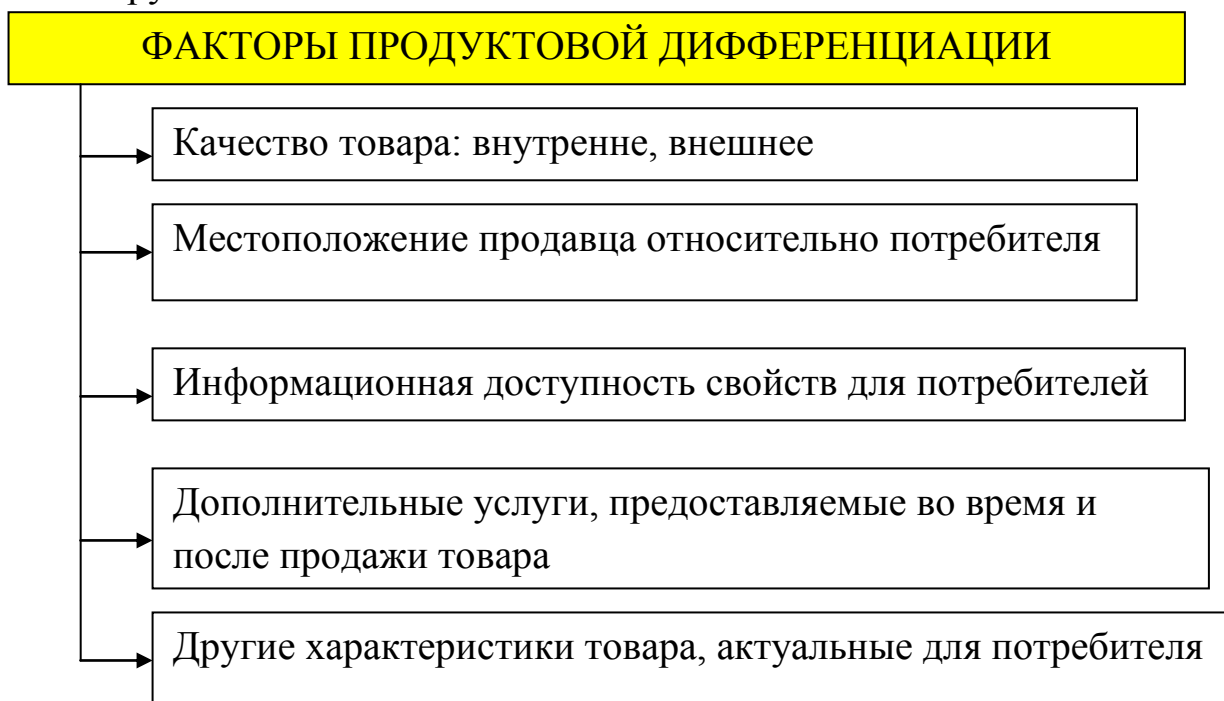 ФАКТОРЫ ПРОДУКТОВОЙ ДИФФЕРЕНЦИАЦИИ
Качество товара: внутренне, внешнее
Местоположение продавца относительно потребителя
Информационная доступность свойств для потребителей
Дополнительные услуги, предоставляемые во время и
после продажи товара
Другие характеристики товара, актуальные для потребителя